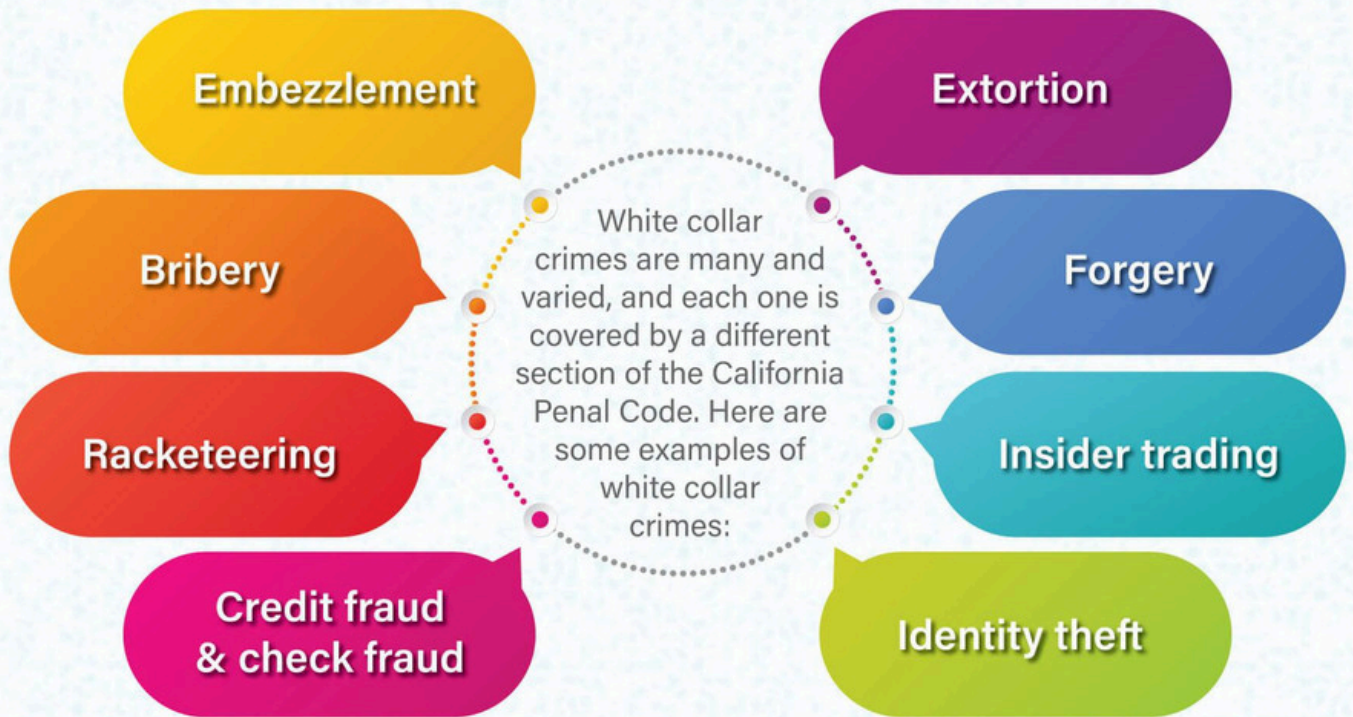 Embezzlement
Bribery
Racketeering
Credit fraud
& check fraud
White collar
crimes are many and
varied, and each one is
covered by a different
section of the California
Penal Code. Here are
some examples of
white collar
crimes:
Extortion
Forgery
Insider trading
Identity theft